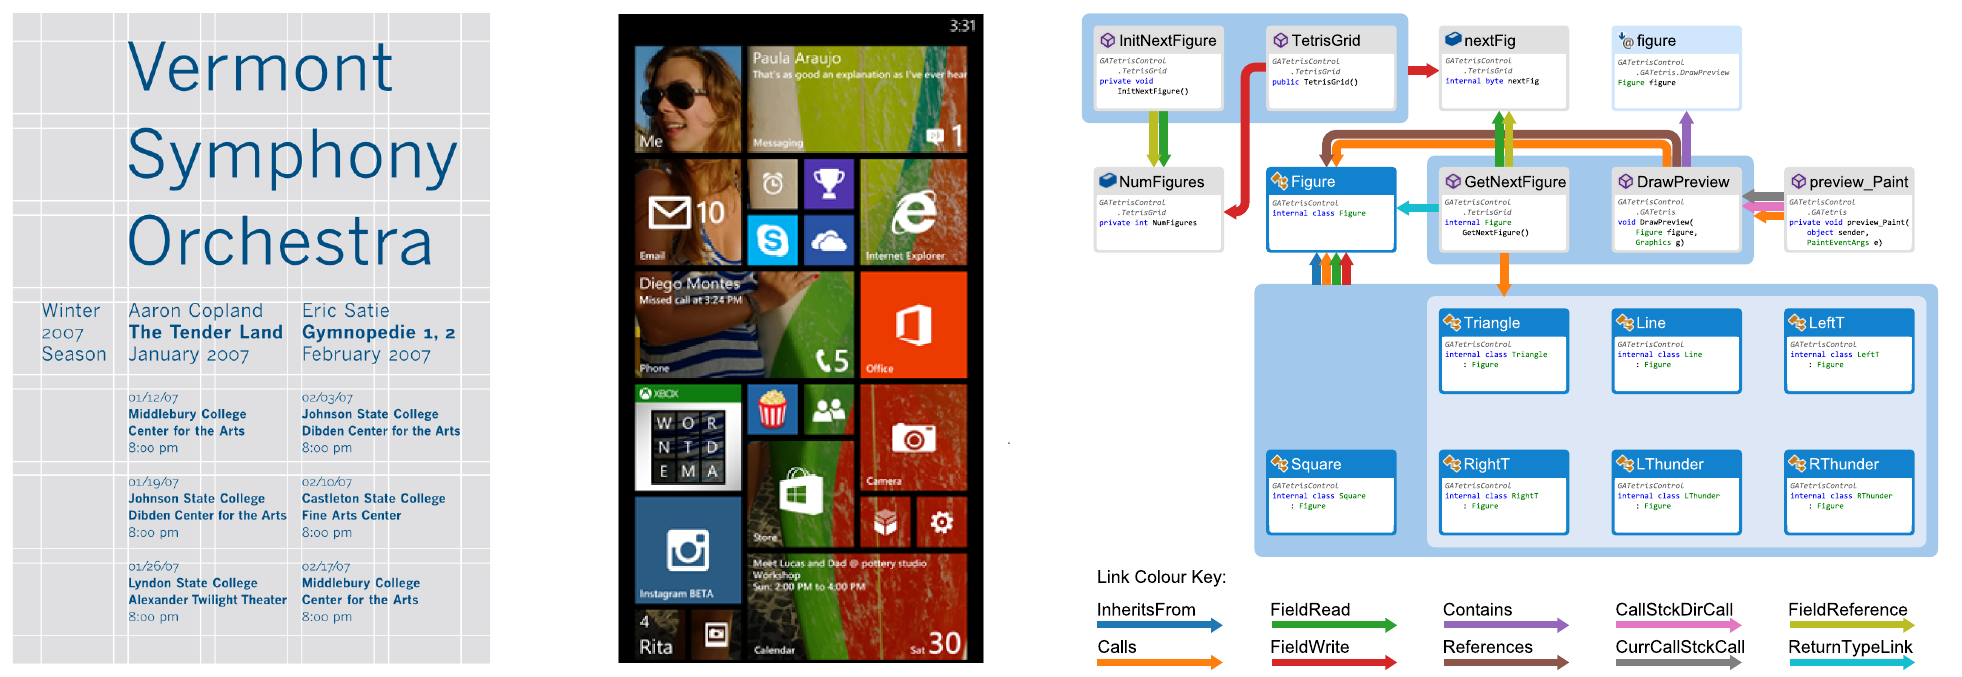 Vermont
Symphony
Orchestra
Winter
2007
Season
Aaron Copland
The Tender Land
January 2007
Eric Satie
Gymnopedie 1, 2
February 2007
01/12/07
Middlebury College
Center for the Arts
8:00 pm
02/03/07
Johnson State College
Dibden Center for the Arts
8:00 pm
01/19/07
Johnson State College
Dibden Center for the Arts
8:00 pm
02/10/07
Castleton State College
Fine Arts Center
8:00 pm
01/26/07
Lyndon State College
Alexander Twilight Theater
8:00 pm
02/17/07
Middlebury College
Center for the Arts
8:00 pm
3:31
Me
Paula Araujo
That's as good an explanation as I've ever hear
Messaging
1
10
Email
Internet Explorer
Diego Montes
Missed call at 3:24 PM
Phone
5
Office
XBOX
W O R
N T D
E M A
Store
Camera
Instagram BETA
Meet Lucas and Dad @ pottery studio
Workshop
Sun: 2:00 PM to 4:00 PM
Calendar
Sat 30
4
Rita
InitNextFigure
GATetrisControl
.TetrisGrid
private void
InitNextFigure()
TetrisGrid
GATetrisControl
.TetrisGrid
public TetrisGrid()
nextFig
GATetrisControl
.TetrisGrid
internal byte nextFig
figure
GATetrisControl
.GATetris.DrawPreview
Figure figure
NumFigures
GATetrisControl
.TetrisGrid
private int NumFigures
Figure
GATetrisControl
internal class Figure
GetNextFigure
GATetrisControl
.TetrisGrid
internal Figure
GetNextFigure()
DrawPreview
GATetrisControl
.GATetris
void DrawPreview(
Figure figure,
Graphics g)
preview_Paint
GATetrisControl
.GATetris
private void preview_Paint(
object sender,
PaintEventArgs e)
Triangle
GATetrisControl
internal class Triangle
: Figure
Line
GATetrisControl
internal class Line
: Figure
LeftT
GATetrisControl
internal class LeftT
: Figure
Square
GATetrisControl
internal class Square
: Figure
RightT
GATetrisControl
internal class RightT
: Figure
LThunder
GATetrisControl
internal class LThunder
: Figure
RThunder
GATetrisControl
internal class RThunder
: Figure
Link Colour Key:
InheritsFrom
FieldRead
Contains
CallStckDirCall
FieldReference
Calls
FieldWrite
References
CurrCallStckCall
ReturnTypeLink